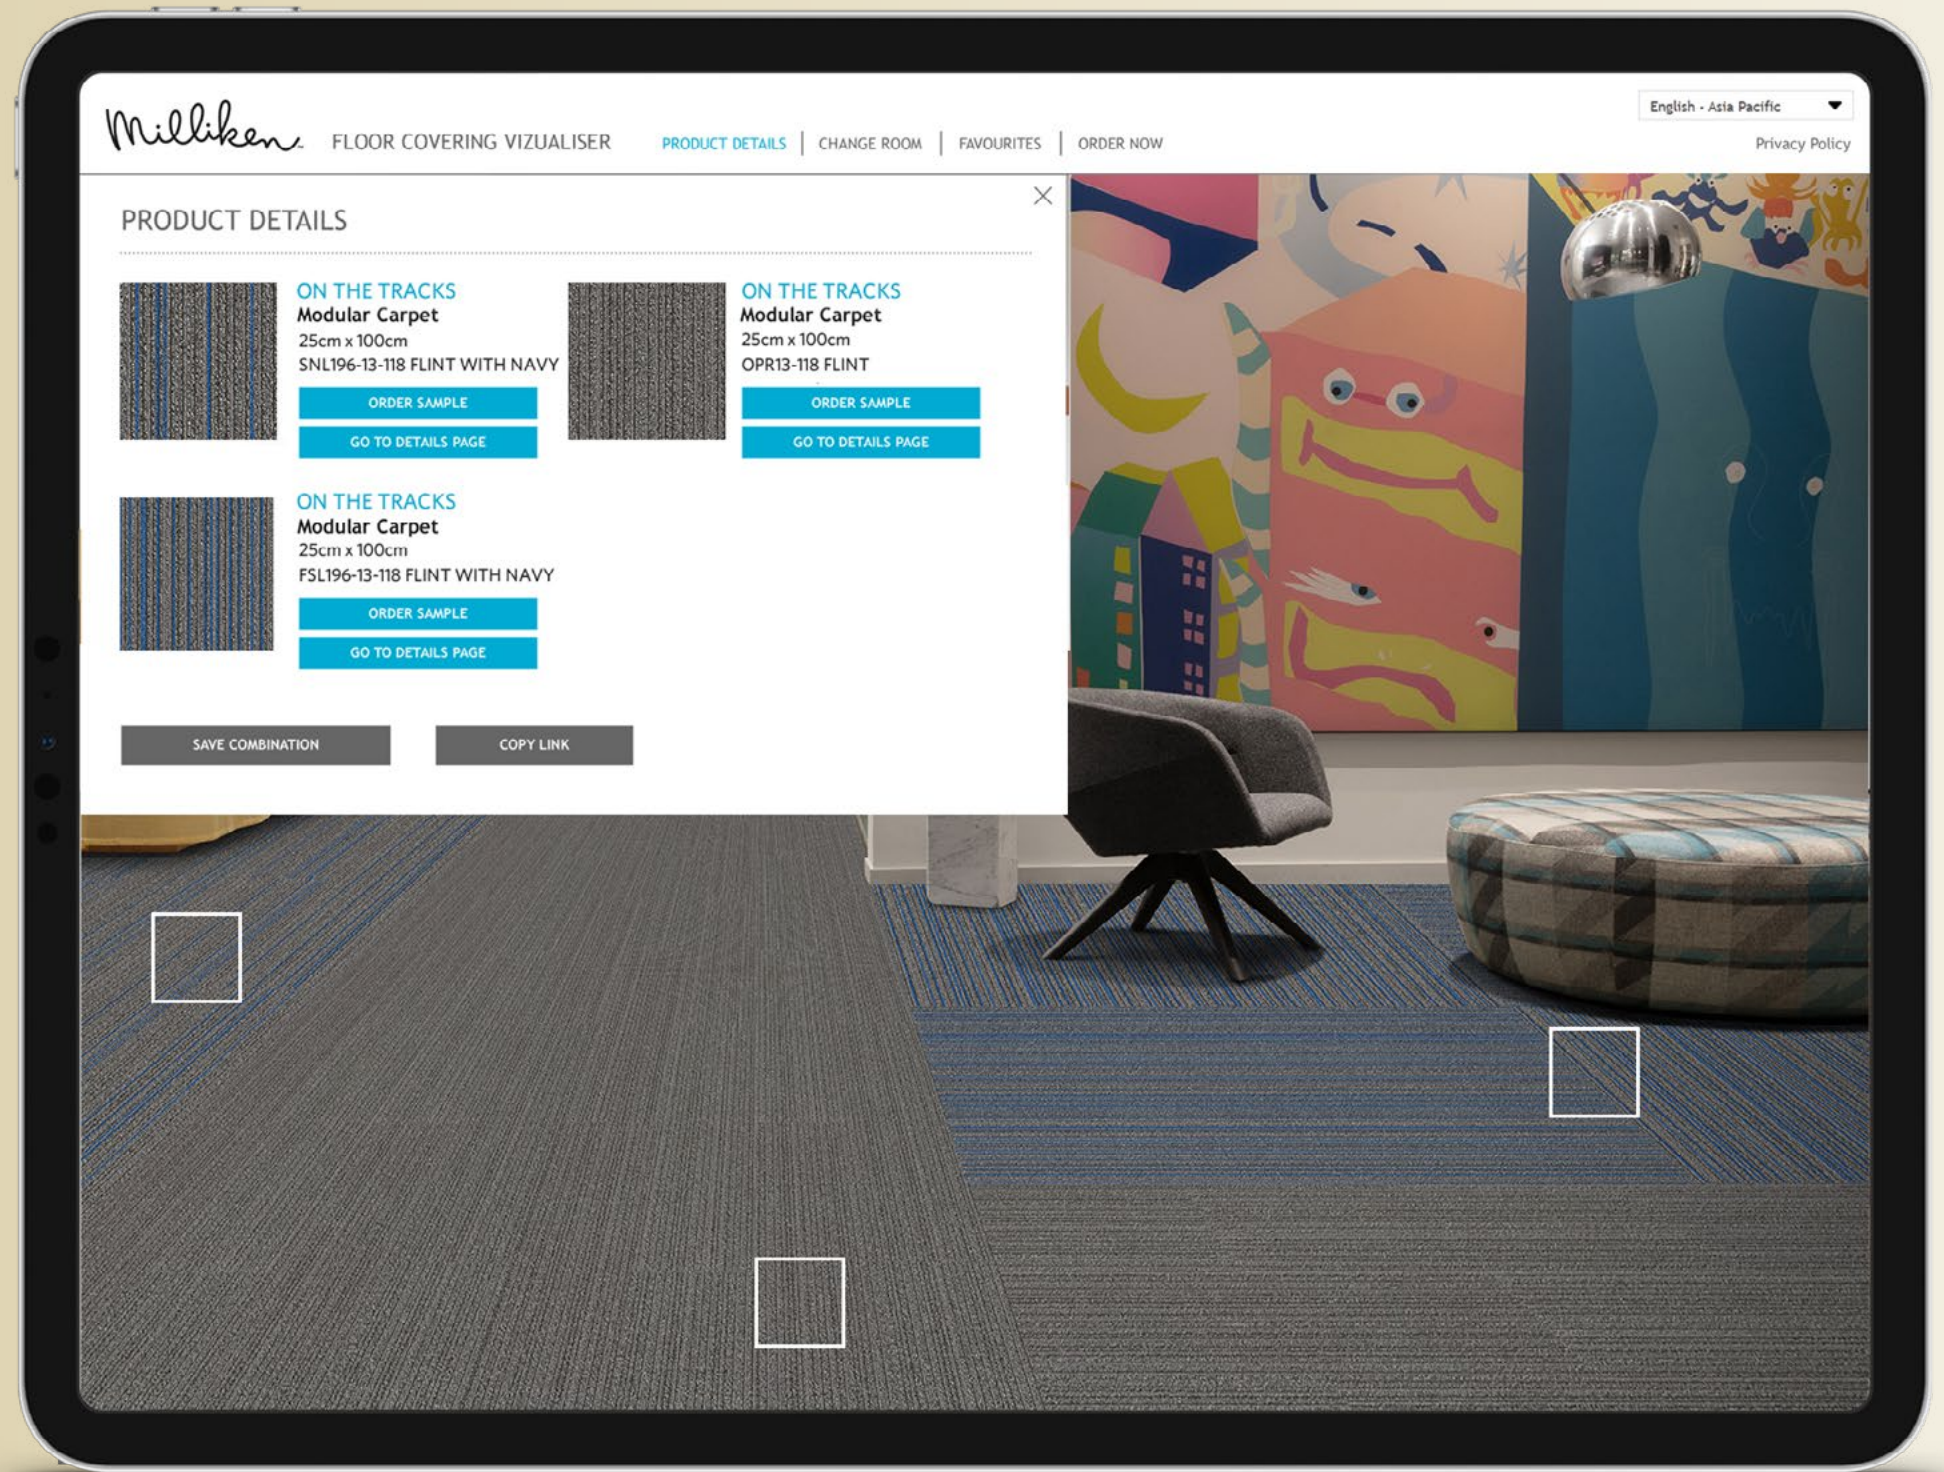 Milliken
FLOOR COVERING VIZUALISER
PRODUCT DETAILS
CHANGE ROOM
FAVOURITES
ORDER NOW
English - Asia Pacific
Privacy Policy
PRODUCT DETAILS
ON THE TRACKS
Modular Carpet
25cm x 100cm
SNL196-13-118 FLINT WITH NAVY
ORDER SAMPLE
GO TO DETAILS PAGE
ON THE TRACKS
Modular Carpet
25cm x 100cm
OPR13-118 FLINT
ORDER SAMPLE
GO TO DETAILS PAGE
ON THE TRACKS
Modular Carpet
25cm x 100cm
FSL196-13-118 FLINT WITH NAVY
ORDER SAMPLE
GO TO DETAILS PAGE
SAVE COMBINATION
COPY LINK